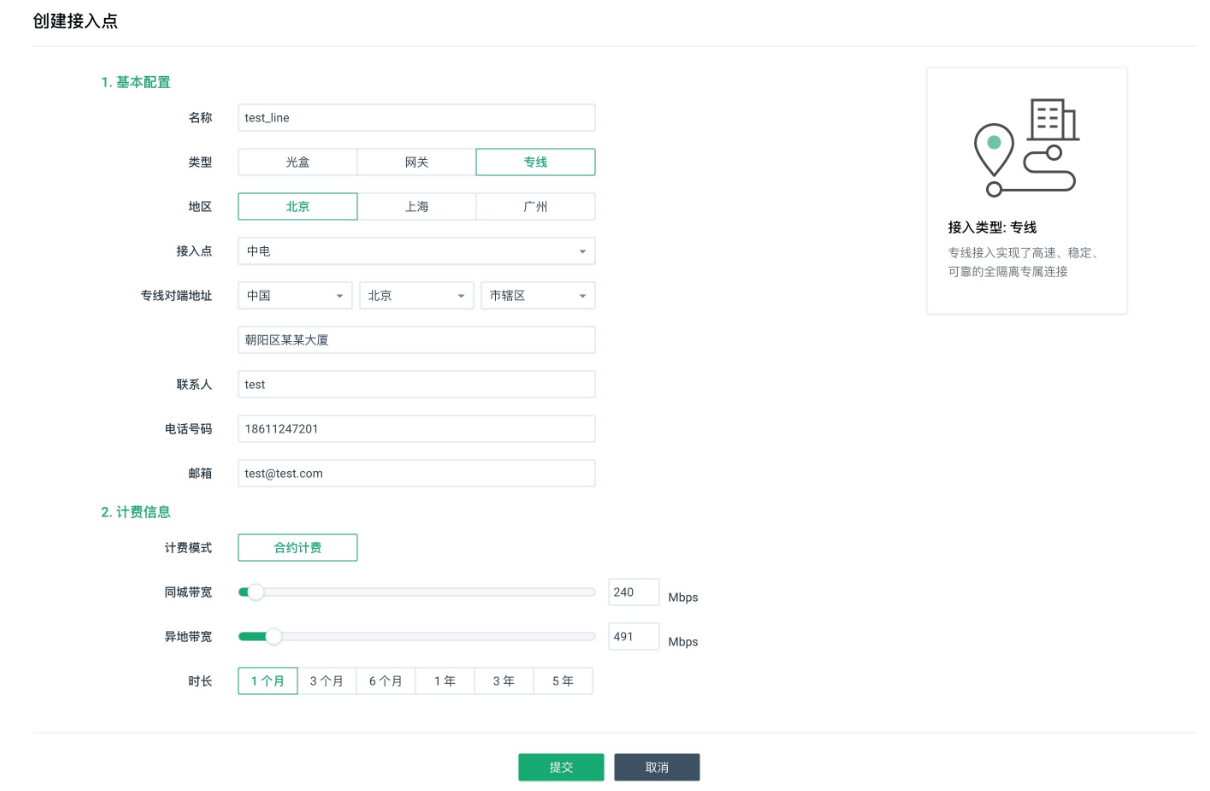 创建接入点
1. 基本配置
名称 test_line
类型 光盒 网关 专线
地区 北京 上海 广州
接入点 中电
专线对端地址 中国 北京 市辖区
朝阳区某某大厦
联系人 test
电话号码 18611247201
邮箱 test@test.com
2. 计费信息
计费模式 合约计费
同城带宽 240 Mbps
异地带宽 491 Mbps
时长 1 个月 3 个月 6 个月 1 年 3 年 5 年
提交 取消
接入类型: 专线
专线接入实现了高速、稳定、
可靠的全隔离专属连接